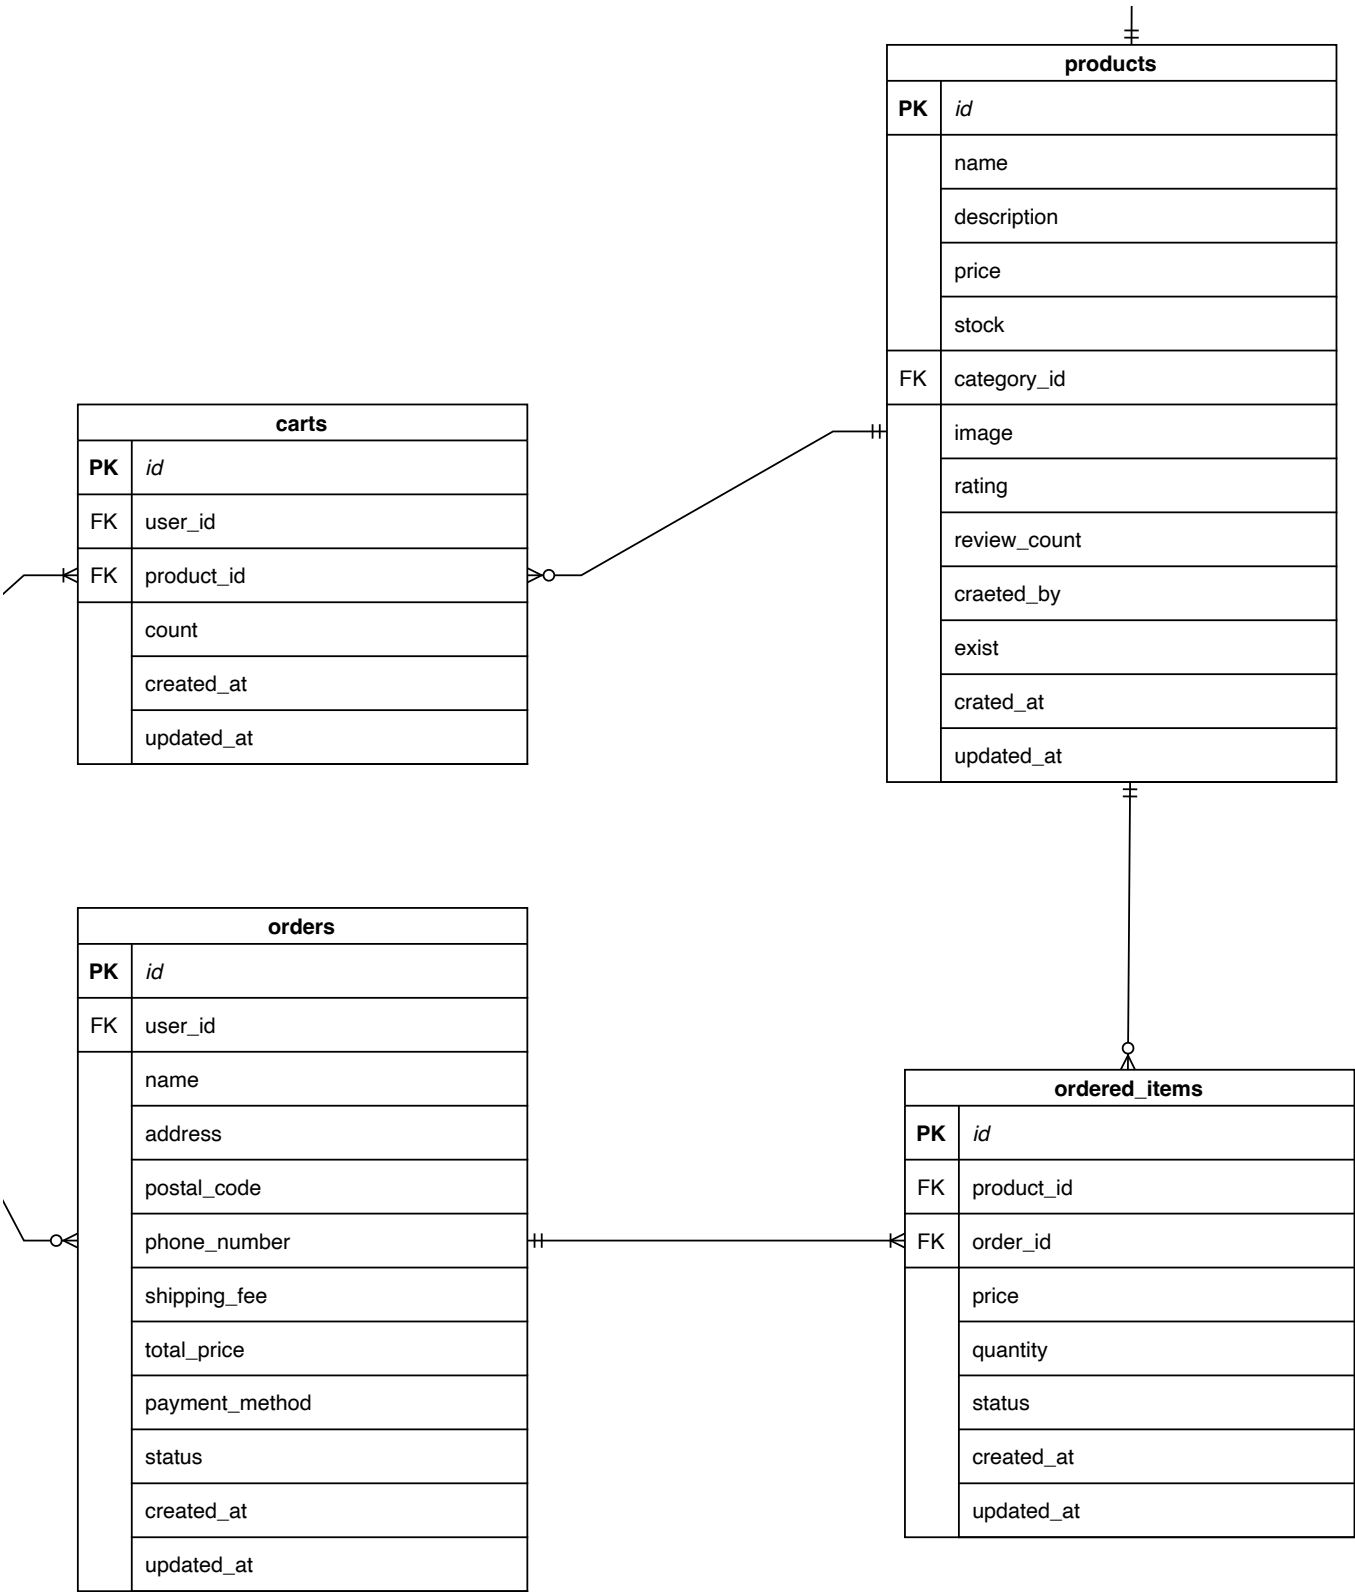 products
PK id
name
description
price
stock
FK category_id
image
rating
review_count
craeted_by
exist
crated_at
updated_at
carts
PK id
FK user_id
FK product_id
count
created_at
updated_at
orders
PK id
FK user_id
name
address
postal_code
phone_number
shipping_fee
total_price
payment_method
status
created_at
updated_at
ordered_items
PK id
FK product_id
FK order_id
price
quantity
status
created_at
updated_at